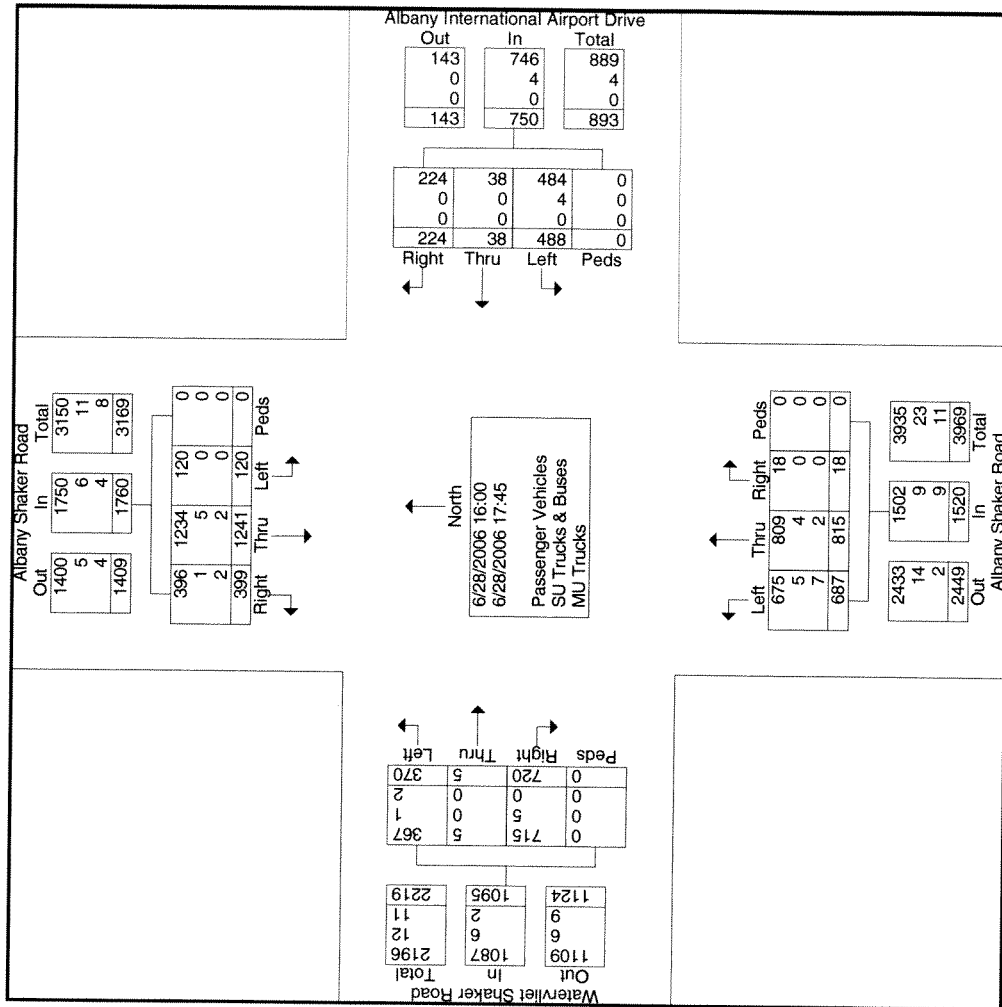 Albany International Airport Drive
Out In Total
143 746 889
0 4 4
0 0 0
143 750 893
224 38 484 0
0 0 4 0
0 0 0 0
224 38 488 0
Right Thru Left Peds
Albany Shaker Road
Out In Total
1400 1750 3150
5 6 11
4 4 8
1409 1760 3169
396 1234 120 0
1 5 0 0
2 2 0 0
399 1241 120 0
Right Thru Left Peds
North
6/28/2006 16:00
6/28/2006 17:45
Passenger Vehicles
SU Trucks & Buses
MU Trucks
Left Thru Right Peds
675 809 18 0
5 4 0 0
7 2 0 0
687 815 18 0
2433 1502 3935
14 9 23
2 9 11
2449 1520 3969
Out In Total
Albany Shaker Road
Left Thru Right Peds
370 5 720 0
2 0 0 0
1 0 5 0
367 5 715 0
2219 1095 1124
11 2 9
12 6 6
2196 1087 1109
Total In Out
Watervliet Shaker Road